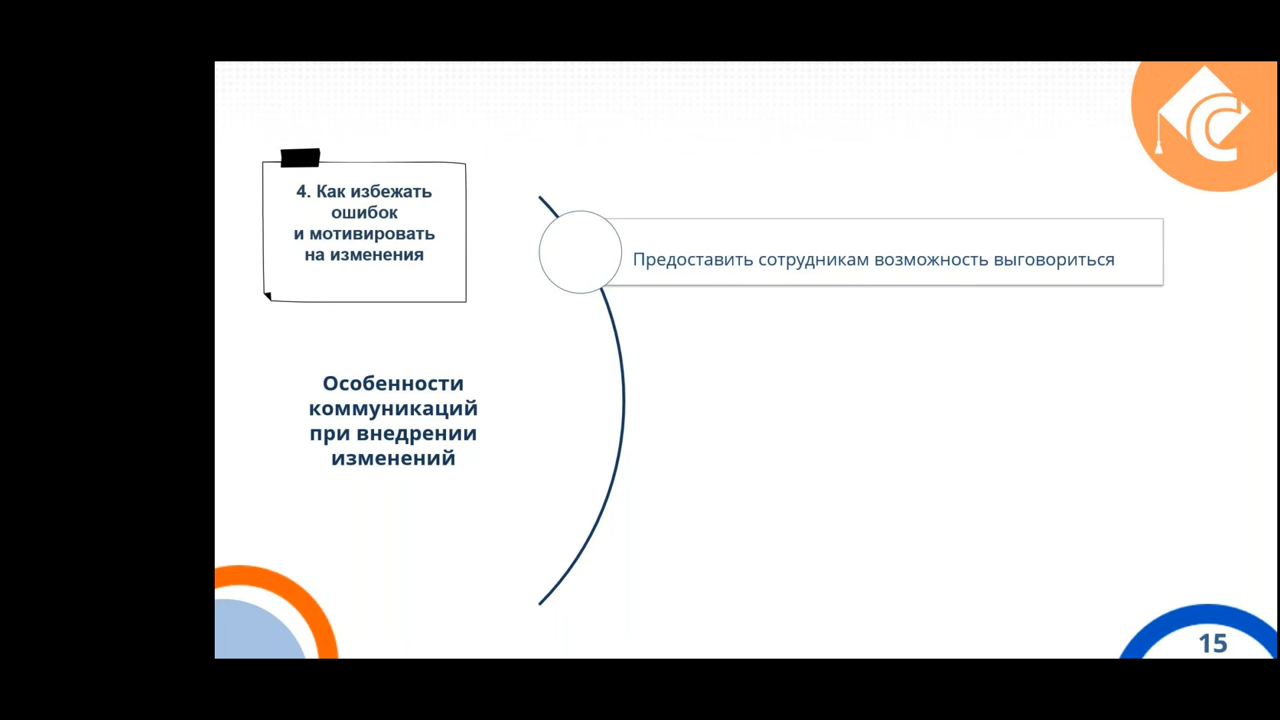 4. Как избежать
ошибок
и мотивировать
на изменения
Предоставить сотрудникам возможность выговориться
Особенности
коммуникаций
при внедрении
изменений
15